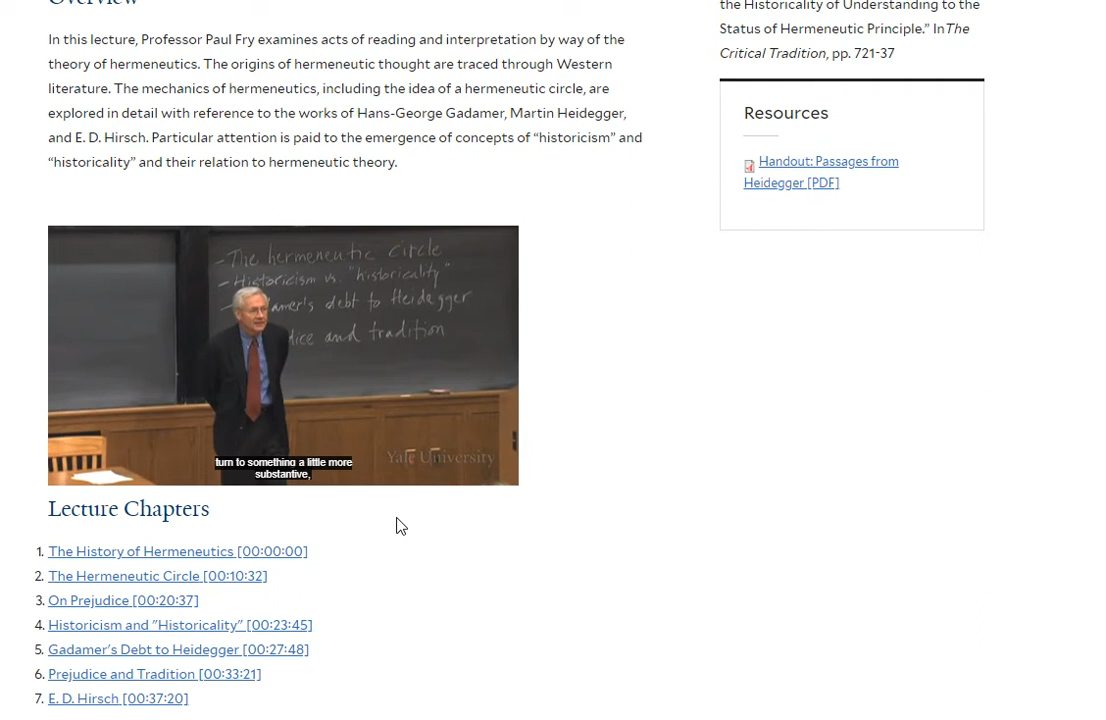 Overview
In this lecture, Professor Paul Fry examines acts of reading and interpretation by way of the
theory of hermeneutics. The origins of hermeneutic thought are traced through Western
literature. The mechanics of hermeneutics, including the idea of a hermeneutic circle, are
explored in detail with reference to the works of Hans-George Gadamer, Martin Heidegger,
and E. D. Hirsch. Particular attention is paid to the emergence of concepts of “historicism” and
“historicality” and their relation to hermeneutic theory.
- The hermeneutic circle
- Historicism vs. "historicality"
amer's debt to Heidegger
dice and tradition
turn to something a little more
substantive,
Yale University
Lecture Chapters
1. The History of Hermeneutics [00:00:00]
2. The Hermeneutic Circle [00:10:32]
3. On Prejudice [00:20:37]
4. Historicism and "Historicality" [00:23:45]
5. Gadamer's Debt to Heidegger [00:27:48]
6. Prejudice and Tradition [00:33:21]
7. E. D. Hirsch [00:37:20]
the Historicality of Understanding to the
Status of Hermeneutic Principle.” In The
Critical Tradition, pp. 721-37
Resources
Handout: Passages from
Heidegger [PDF]